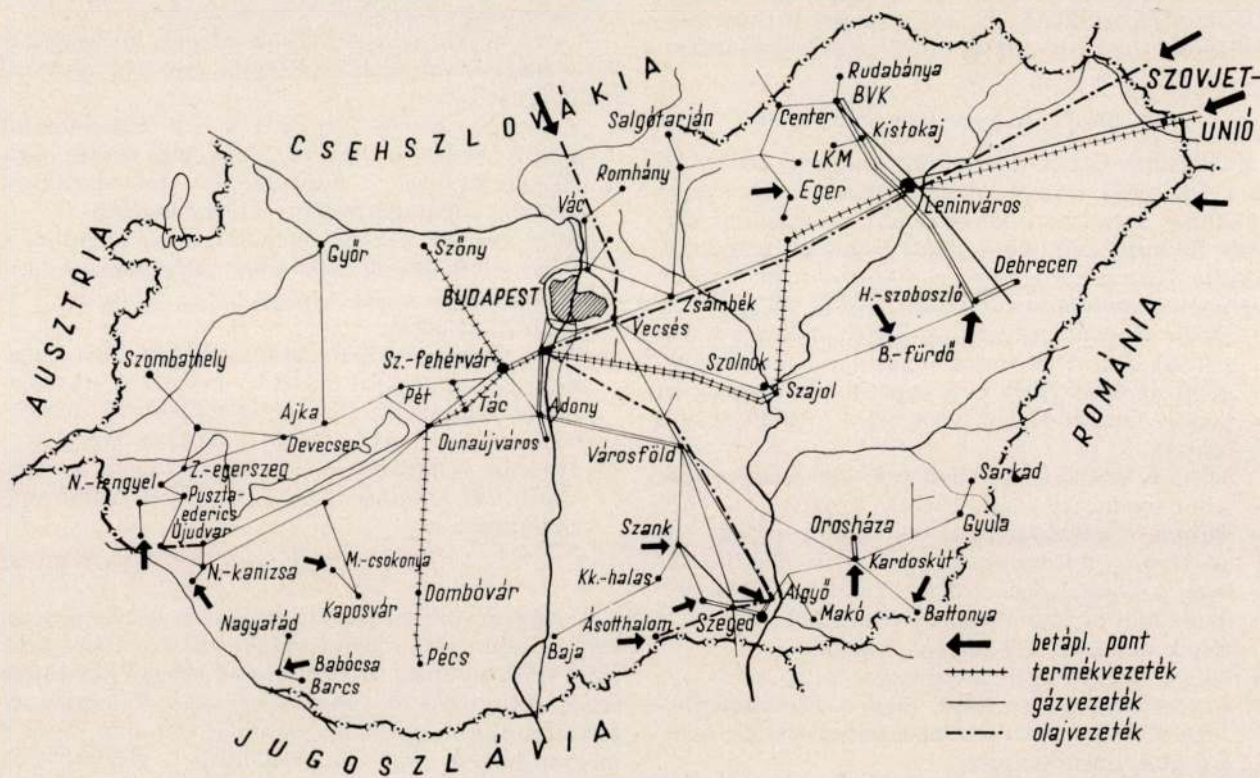 SZOVJET-
UNIÓ
CSEHSZLOVÁKIA
AUSZTRIA
ROMÁNIA
JUGOSZLÁVIA
Rudabánya
BVK
Center
Kistokaj
Salgótarján
LKM
Romhány
Eger
Leninváros
Vác
Győr
Szőny
BUDAPEST
Zsámbék
Debrecen
H.-szoboszló
Vecsés
B.-fürdő
Szolnok
Szajol
Szombathely
Sz.-fehérvár
Pét
Tác
Adony
Ajka
Devecser
Dunaújváros
Városföld
Z.-egerszeg
N.-lengyel
Puszta-
ederics
Újudvar
Sarkad
Gyula
Orosháza
Kardoskút
Szank
N.-kanizsa
M.-csokonya
Kaposvár
Kk.-halas
Dombóvár
Algyő
Makó
Battonya
Szeged
Ásotthalom
Nagyatád
Babócsa
Barcs
Pécs
Baja
betápl. pont
termékvezeték
gázvezeték
olajvezeték